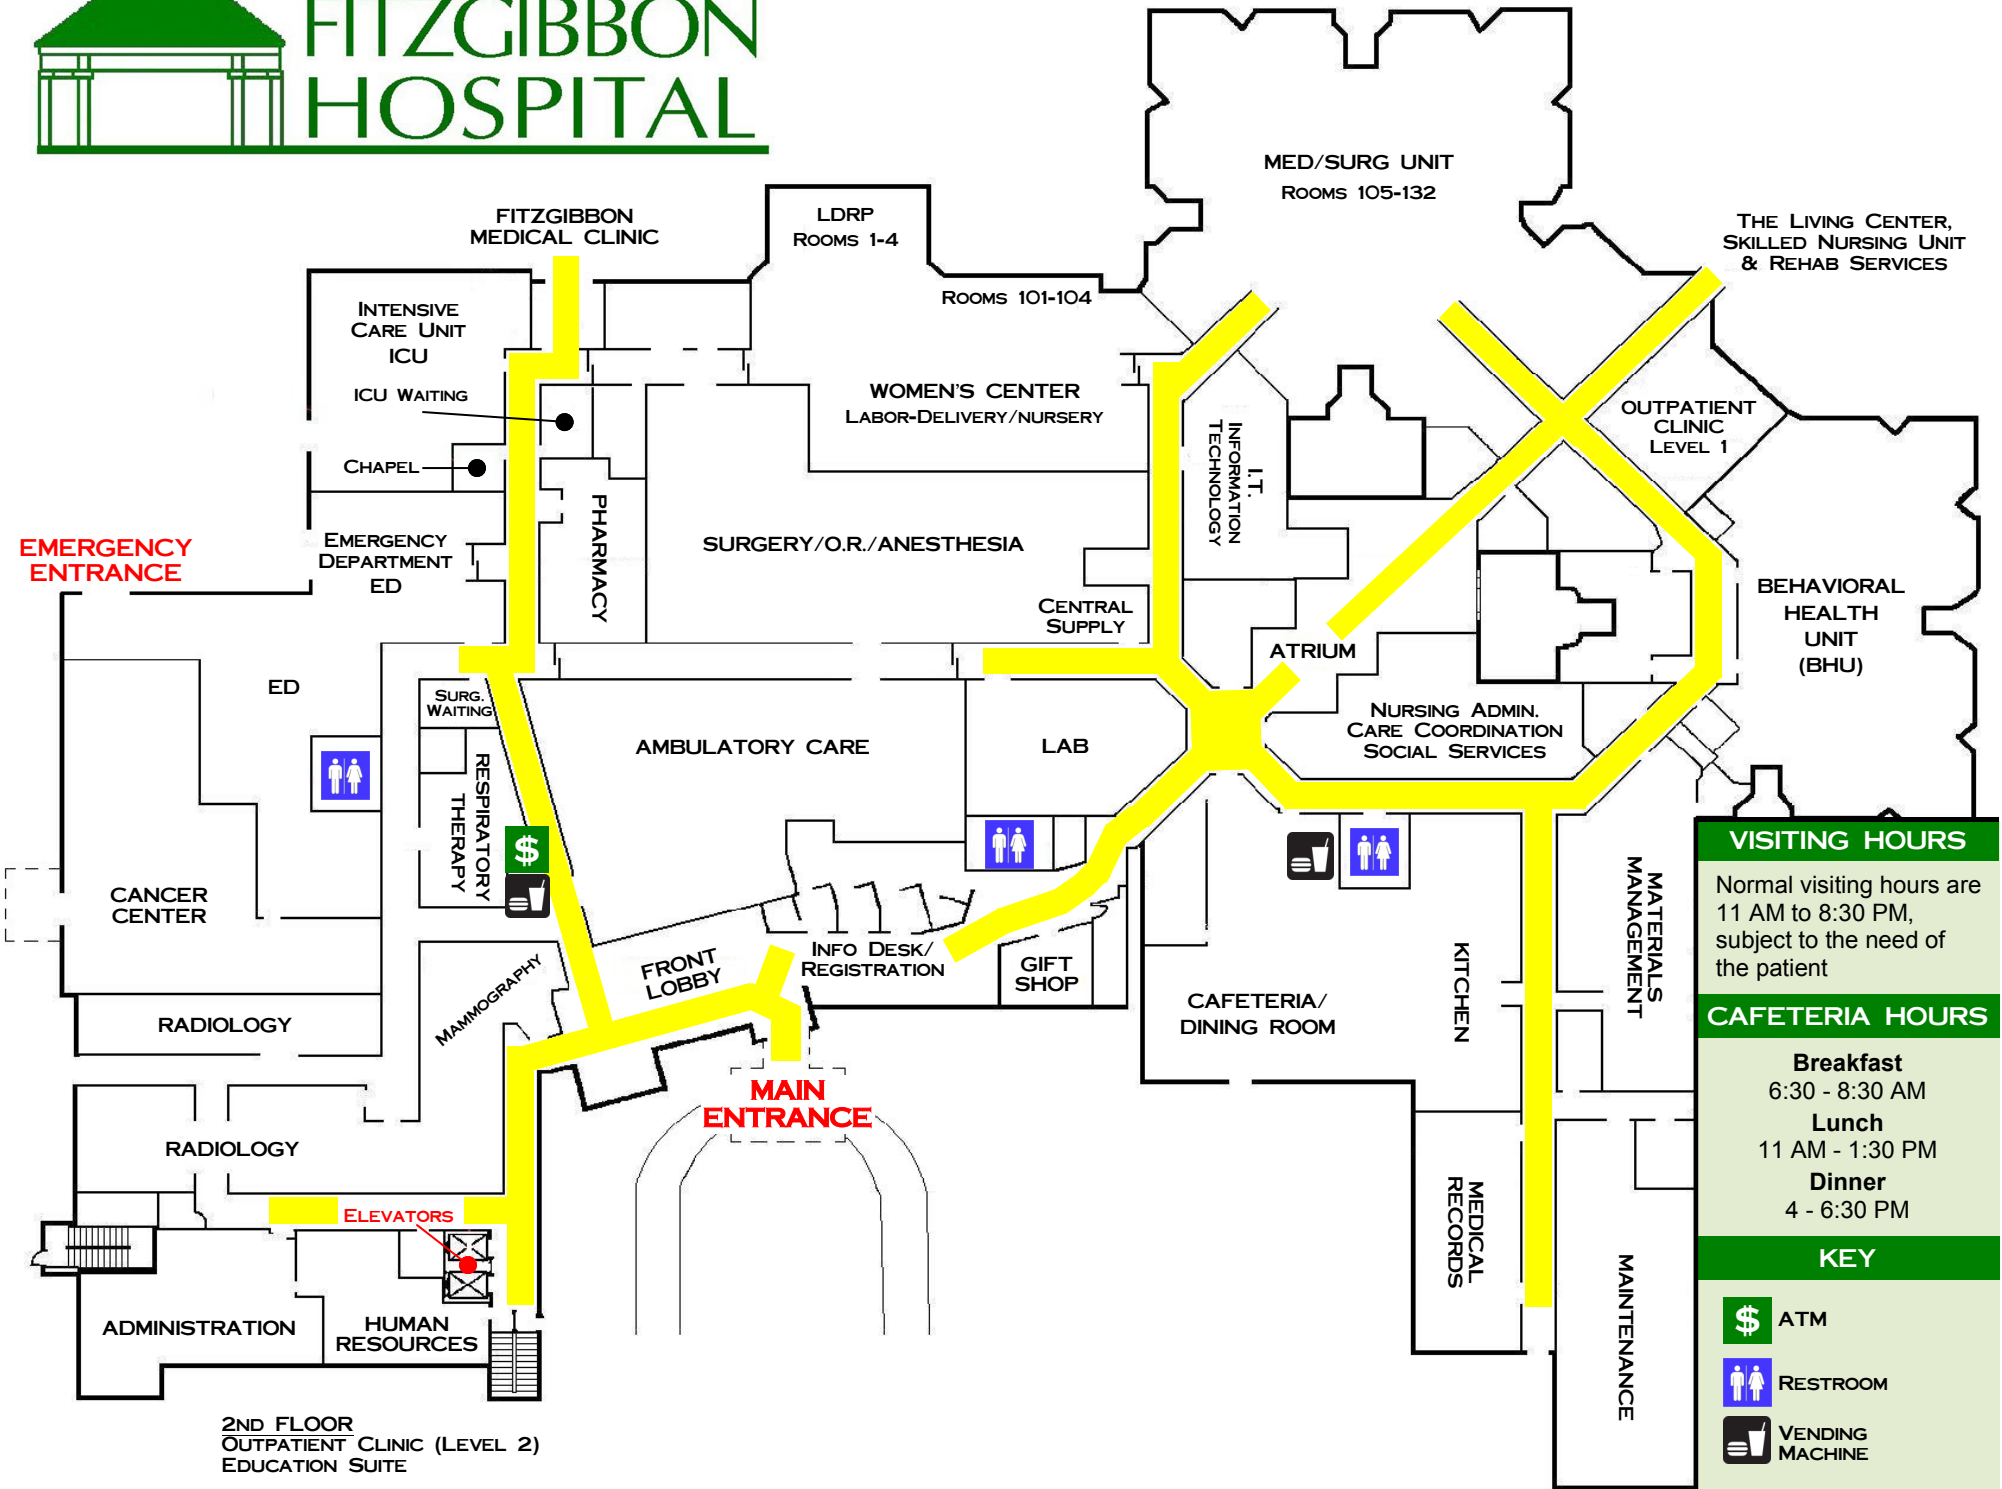 FITZGIBBON
HOSPITAL
MED/SURG UNIT
ROOMS 105-132
THE LIVING CENTER,
SKILLED NURSING UNIT
& REHAB SERVICES
FITZGIBBON
MEDICAL CLINIC
LDRP
ROOMS 1-4
ROOMS 101-104
INTENSIVE
CARE UNIT
ICU
ICU WAITING
CHAPEL
WOMEN'S CENTER
LABOR-DELIVERY/NURSERY
I.T.
INFORMATION
TECHNOLOGY
OUTPATIENT
CLINIC
LEVEL 1
EMERGENCY
ENTRANCE
EMERGENCY
DEPARTMENT
ED
PHARMACY
SURGERY/O.R./ANESTHESIA
CENTRAL
SUPPLY
ATRIUM
BEHAVIORAL
HEALTH
UNIT
(BHU)
ED
SURG.
WAITING
RESPIRATORY
THERAPY
AMBULATORY CARE
LAB
NURSING ADMIN.
CARE COORDINATION
SOCIAL SERVICES
$
CANCER
CENTER
MAMMOGRAPHY
FRONT
LOBBY
INFO DESK/
REGISTRATION
GIFT
SHOP
CAFETERIA/
DINING ROOM
KITCHEN
MATERIALS
MANAGEMENT
RADIOLOGY
RADIOLOGY
MAIN
ENTRANCE
ELEVATORS
MEDICAL
RECORDS
MAINTENANCE
ADMINISTRATION
HUMAN
RESOURCES
2ND FLOOR
OUTPATIENT CLINIC (LEVEL 2)
EDUCATION SUITE
VISITING HOURS
Normal visiting hours are
11 AM to 8:30 PM,
subject to the need of
the patient
CAFETERIA HOURS
Breakfast
6:30 - 8:30 AM
Lunch
11 AM - 1:30 PM
Dinner
4 - 6:30 PM
KEY
$ ATM
RESTROOM
VENDING
MACHINE